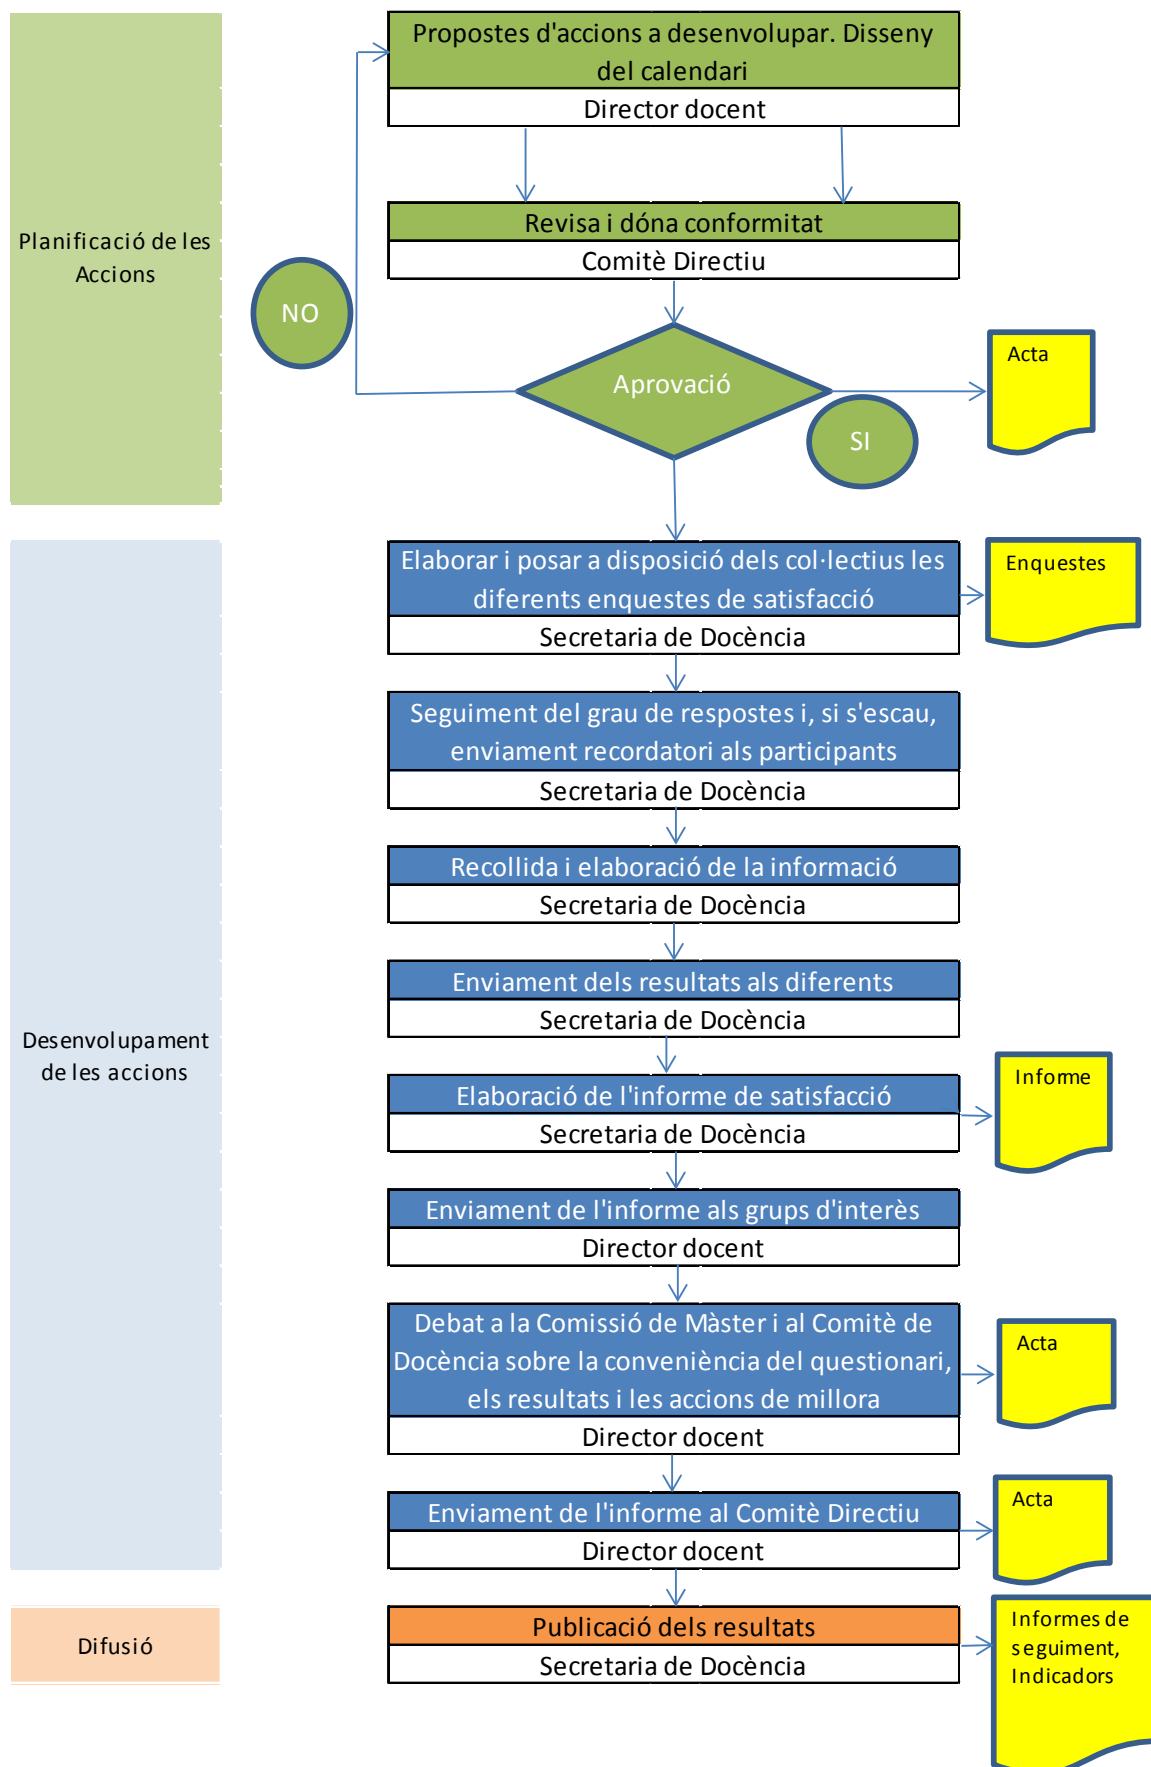 Propostes d'accions a desenvolupar. Disseny
del calendari
Director docent
Revisa i dóna conformitat
Comitè Directiu
Planificació de les
Accions
NO
Aprovació
SI
Acta
Elaborar i posar a disposició dels col·lectius les
diferents enquestes de satisfacció
Secretaria de Docència
Enquestes
Seguiment del grau de respostes i, si s'escau,
enviament recordatori als participants
Secretaria de Docència
Recollida i elaboració de la informació
Secretaria de Docència
Enviament dels resultats als diferents
Secretaria de Docència
Desenvolupament
de les accions
Elaboració de l'informe de satisfacció
Secretaria de Docència
Informe
Enviament de l'informe als grups d'interès
Director docent
Debat a la Comissió de Màster i al Comitè de
Docència sobre la conveniència del questionari,
els resultats i les accions de millora
Director docent
Acta
Enviament de l'informe al Comitè Directiu
Director docent
Acta
Difusió
Publicació dels resultats
Secretaria de Docència
Informes de
seguiment,
Indicadors